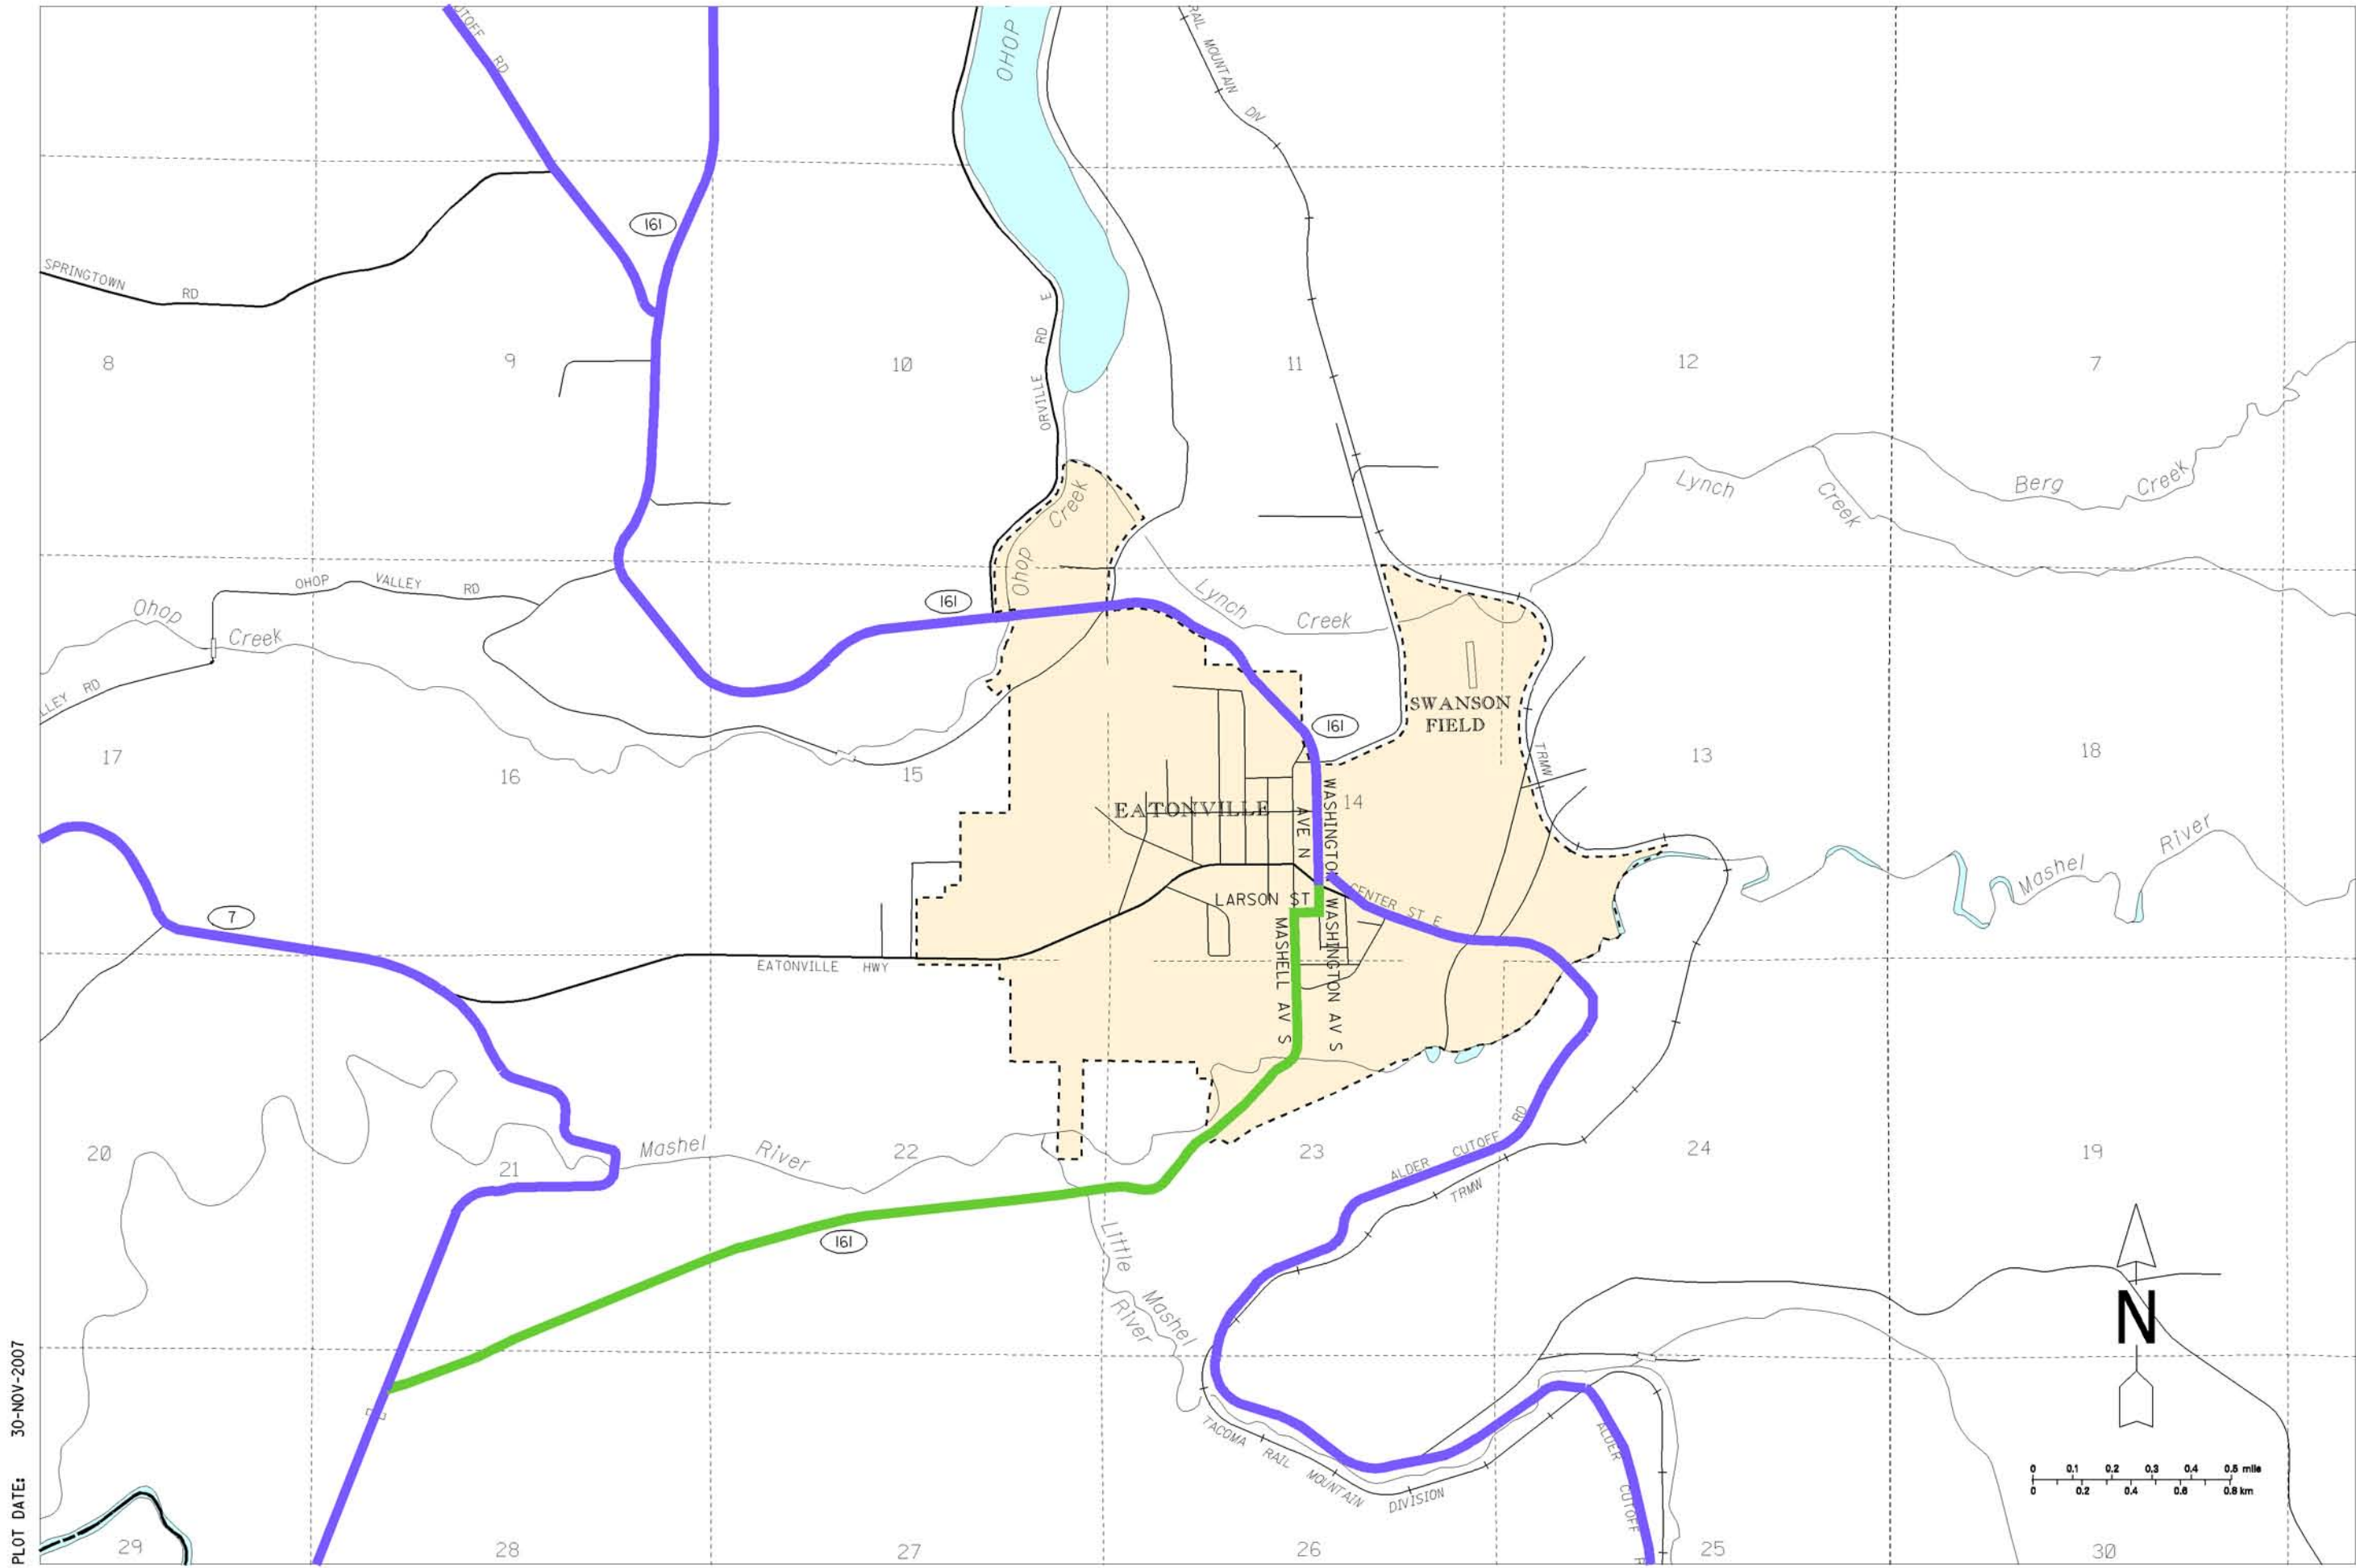 UTOFF RD
OHOP
RAIL MOUNTAIN DIV
161
SPRINGTOWN RD
8
9
10
ORVILLE RD E
11
12
7
Lynch Creek
Berg Creek
Ohop Creek
OHOP VALLEY RD
Ohop Creek
161
Lynch Creek
LLEY RD
SWANSON
FIELD
161
17
16
15
EATONVILLE
14
WASHINGTON
AVE N
TRMW
13
18
Mashel River
7
LARSON ST
CENTER ST E
EATONVILLE HWY
MASHELL AV S
WASHINGTON AV S
20
21
Mashel River
22
23
ALDER CUTOFF RD
TRMW
24
19
161
Little Mashel
River
N
TACOMA RAIL MOUNTAIN DIVISION
ALDER CUTOFF R
0 0.1 0.2 0.3 0.4 0.5 mile
0 0.2 0.4 0.6 0.8 km
29
28
27
26
25
30
PLOT DATE: 30-NOV-2007